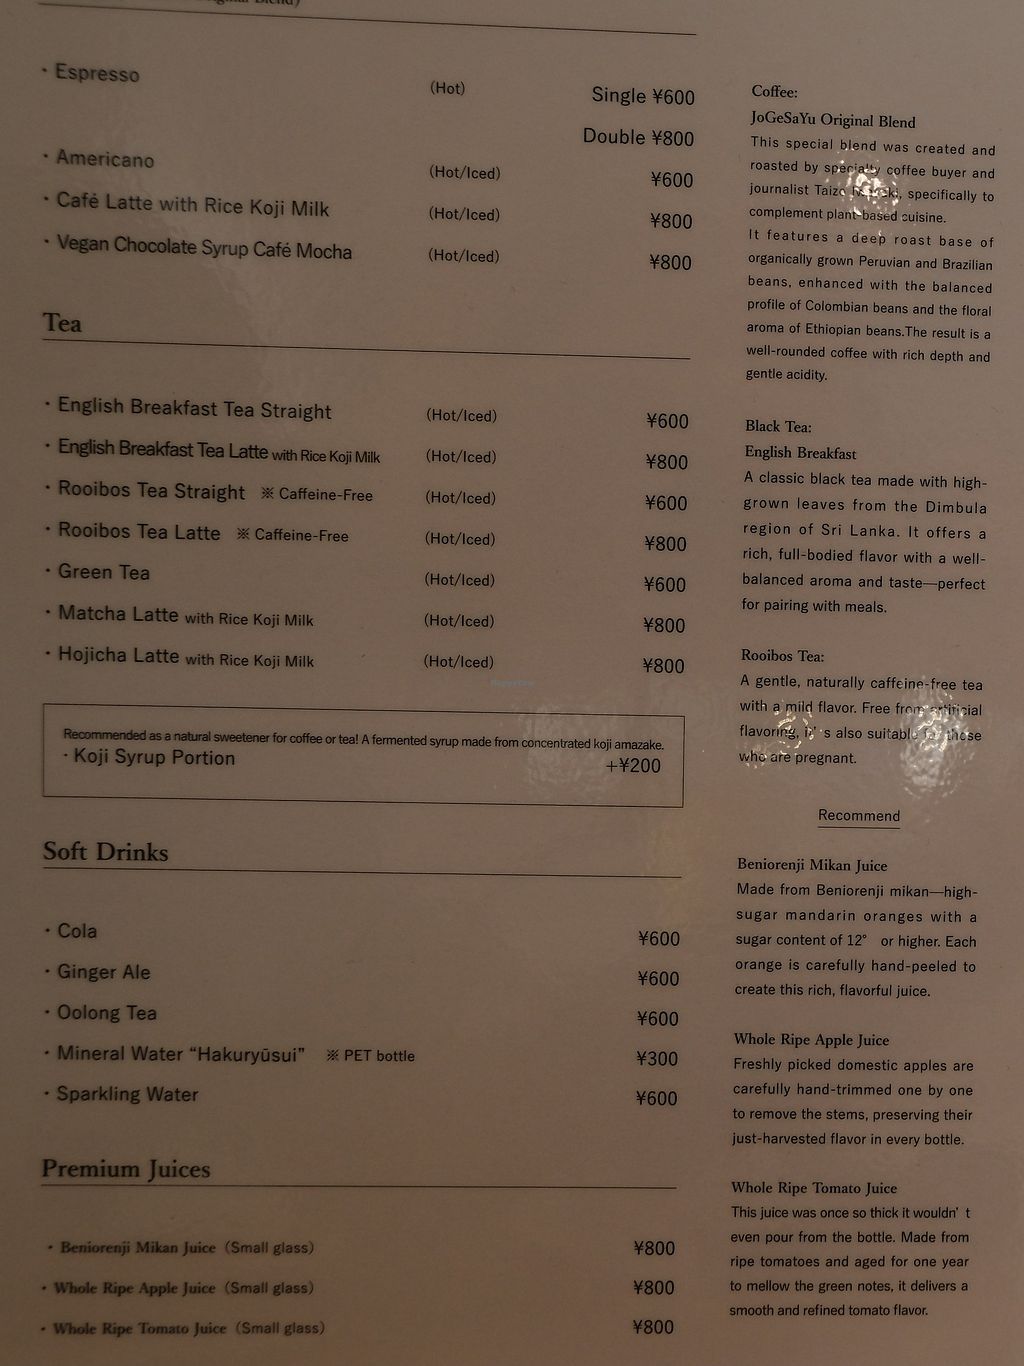 Blend)
・Espresso (Hot) Single ¥600
Double ¥800
・Americano (Hot/Iced) ¥600
・Café Latte with Rice Koji Milk (Hot/Iced) ¥800
・Vegan Chocolate Syrup Café Mocha (Hot/Iced) ¥800
Tea
・English Breakfast Tea Straight (Hot/Iced) ¥600
・English Breakfast Tea Latte with Rice Koji Milk (Hot/Iced) ¥800
・Rooibos Tea Straight ※ Caffeine-Free (Hot/Iced) ¥600
・Rooibos Tea Latte ※ Caffeine-Free (Hot/Iced) ¥800
・Green Tea (Hot/Iced) ¥600
・Matcha Latte with Rice Koji Milk (Hot/Iced) ¥800
・Hojicha Latte with Rice Koji Milk (Hot/Iced) ¥800
Recommended as a natural sweetener for coffee or tea! A fermented syrup made from concentrated koji amazake.
・Koji Syrup Portion +¥200
Soft Drinks
・Cola ¥600
・Ginger Ale ¥600
・Oolong Tea ¥600
・Mineral Water “Hakuryūsui” ※ PET bottle ¥300
・Sparkling Water ¥600
Premium Juices
・Beniorenji Mikan Juice (Small glass) ¥800
・Whole Ripe Apple Juice (Small glass) ¥800
・Whole Ripe Tomato Juice (Small glass) ¥800
Coffee:
JoGeSaYu Original Blend
This special blend was created and
roasted by specialty coffee buyer and
journalist Taizo specifically to
complement plant-based cuisine.
It features a deep roast base of
organically grown Peruvian and Brazilian
beans, enhanced with the balanced
profile of Colombian beans and the floral
aroma of Ethiopian beans.The result is a
well-rounded coffee with rich depth and
gentle acidity.
Black Tea:
English Breakfast
A classic black tea made with high-
grown leaves from the Dimbula
region of Sri Lanka. It offers a
rich, full-bodied flavor with a well-
balanced aroma and taste—perfect
for pairing with meals.
Rooibos Tea:
A gentle, naturally caffeine-free tea
with a mild flavor. Free from artificial
flavoring, it’s also suitable for those
who are pregnant.
Recommend
Beniorenji Mikan Juice
Made from Beniorenji mikan—high-
sugar mandarin oranges with a
sugar content of 12° or higher. Each
orange is carefully hand-peeled to
create this rich, flavorful juice.
Whole Ripe Apple Juice
Freshly picked domestic apples are
carefully hand-trimmed one by one
to remove the stems, preserving their
just-harvested flavor in every bottle.
Whole Ripe Tomato Juice
This juice was once so thick it wouldn’t
even pour from the bottle. Made from
ripe tomatoes and aged for one year
to mellow the green notes, it delivers a
smooth and refined tomato flavor.